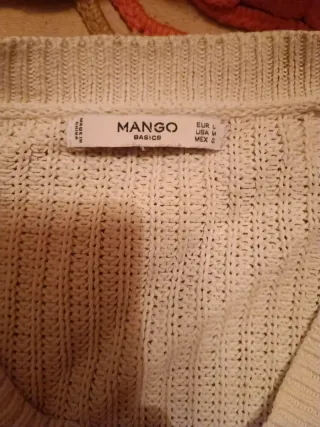 MANGO
BASICS
EUR L
USA M
MEX G